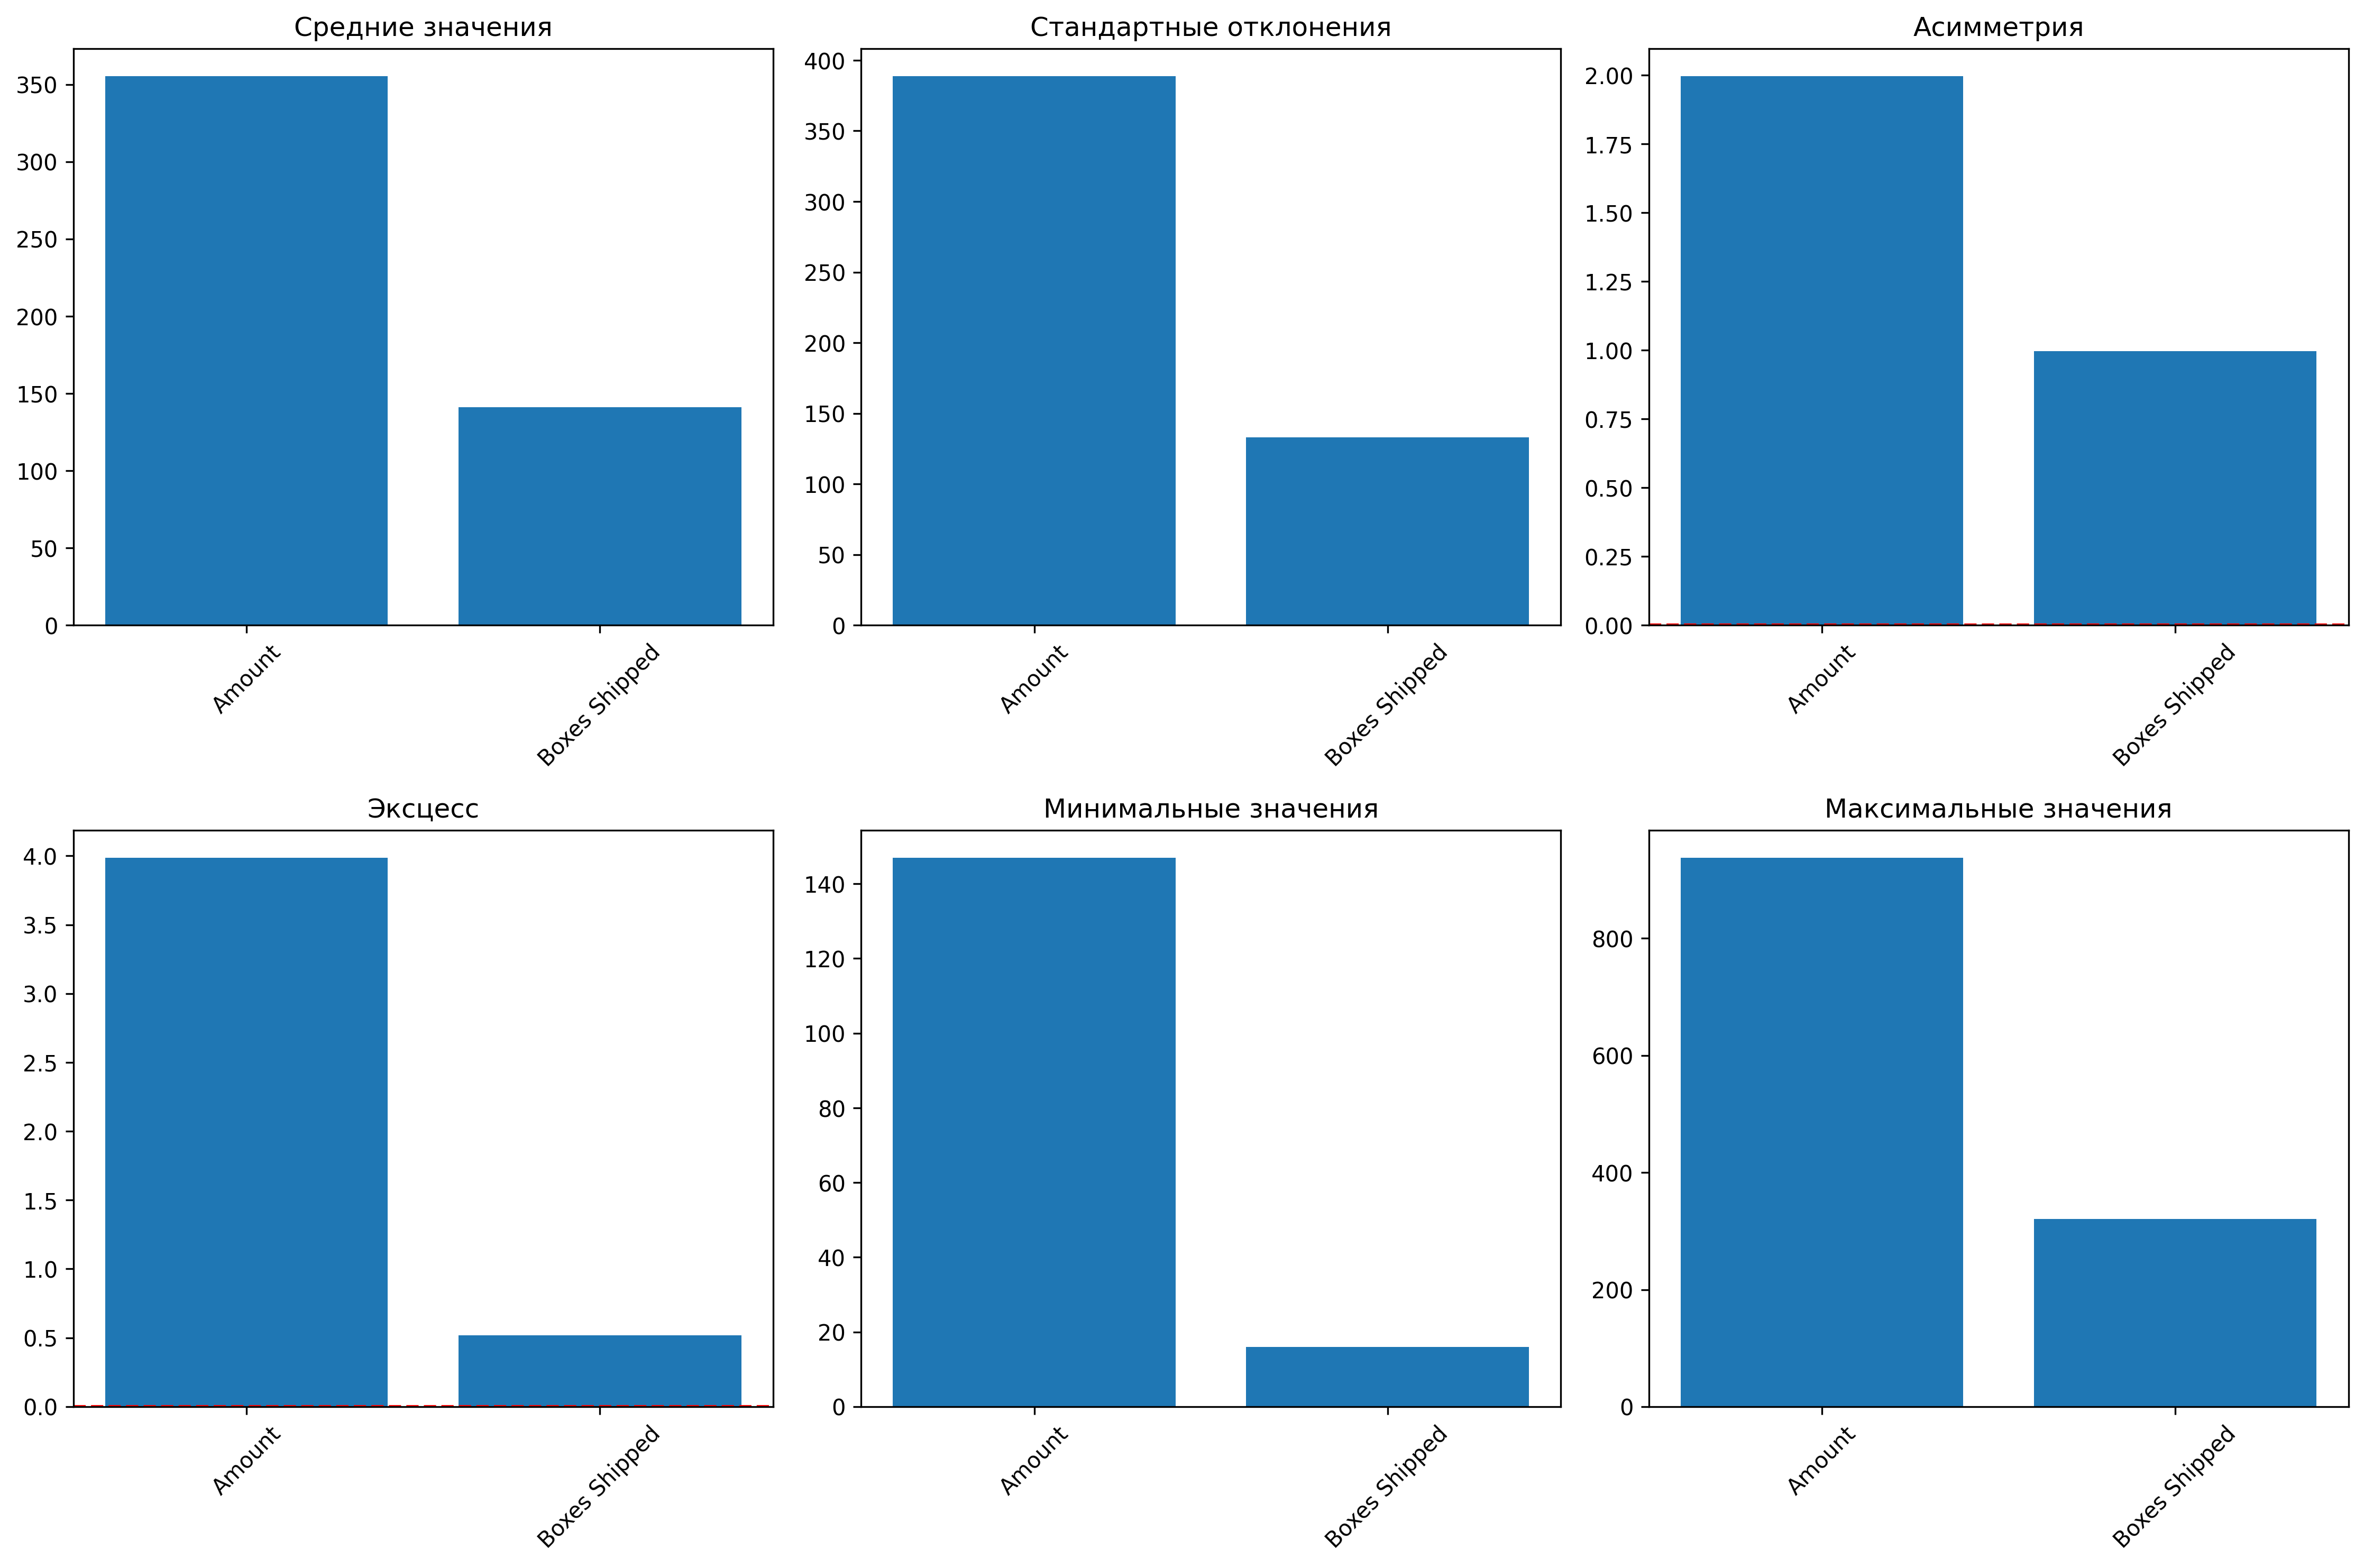 Средние значения
350
300
250
200
150
100
50
0
Amount
Boxes Shipped
Стандартные отклонения
400
350
300
250
200
150
100
50
0
Amount
Boxes Shipped
Асимметрия
2.00
1.75
1.50
1.25
1.00
0.75
0.50
0.25
0.00
Amount
Boxes Shipped
Эксцесс
4.0
3.5
3.0
2.5
2.0
1.5
1.0
0.5
0.0
Amount
Boxes Shipped
Минимальные значения
140
120
100
80
60
40
20
0
Amount
Boxes Shipped
Максимальные значения
800
600
400
200
0
Amount
Boxes Shipped